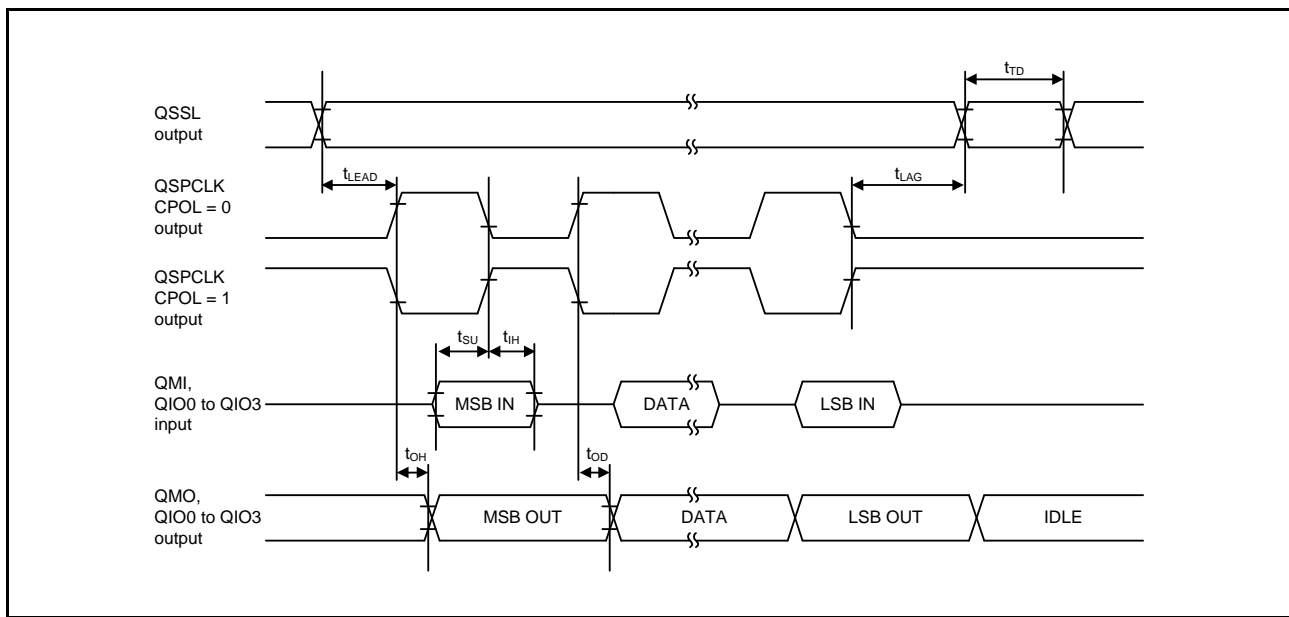 tTD
QSSL
output
tLEAD
tLAG
QSPCLK
CPOL = 0
output
QSPCLK
CPOL = 1
output
tSU
tIH
QMI,
QIO0 to QIO3
input
MSB IN
DATA
LSB IN
tOH
tOD
QMO,
QIO0 to QIO3
output
MSB OUT
DATA
LSB OUT
IDLE